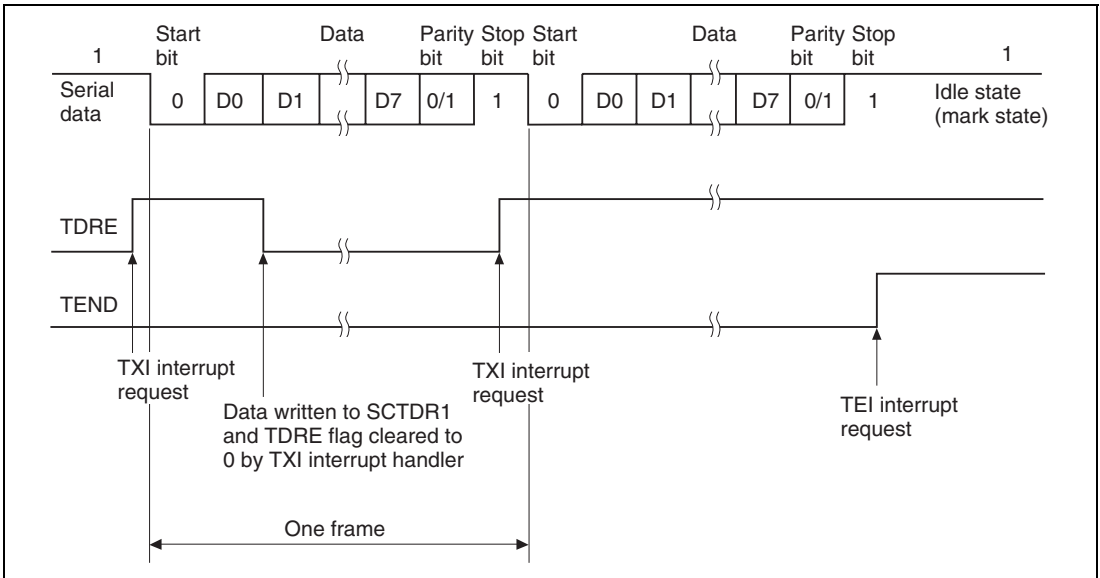 Start
bit
Data
Parity
bit
Stop
bit
Start
bit
Data
Parity
bit
Stop
bit
1
1
Serial
data
0 D0 D1 D7 0/1 1 0 D0 D1 D7 0/1 1
Idle state
(mark state)
TDRE
TEND
TXI interrupt
request
Data written to SCTDR1
and TDRE flag cleared to
0 by TXI interrupt handler
TXI interrupt
request
TEI interrupt
request
One frame